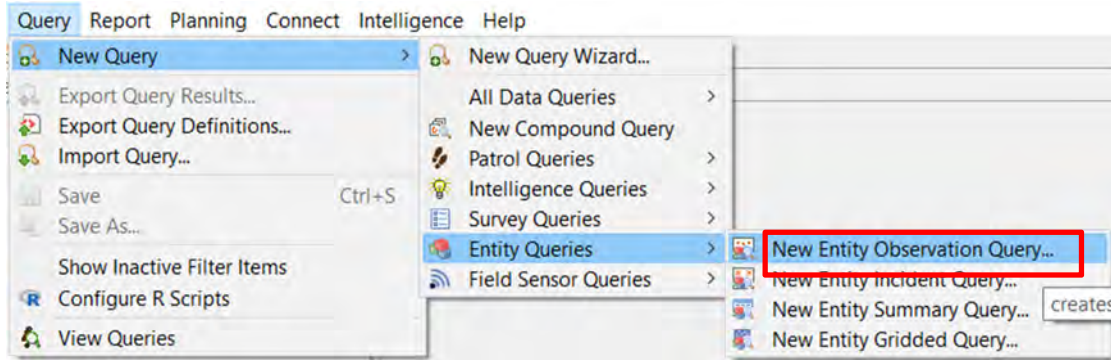 Query Report Planning Connect Intelligence Help
New Query >
Export Query Results...
Export Query Definitions...
Import Query...
Save Ctrl+S
Save As...
Show Inactive Filter Items
R Configure R Scripts
View Queries
New Query Wizard...
All Data Queries >
New Compound Query
Patrol Queries >
Intelligence Queries >
Survey Queries >
Entity Queries >
Field Sensor Queries >
New Entity Observation Query...
New Entity Incident Query...
New Entity Summary Query...
New Entity Gridded Query...
creates